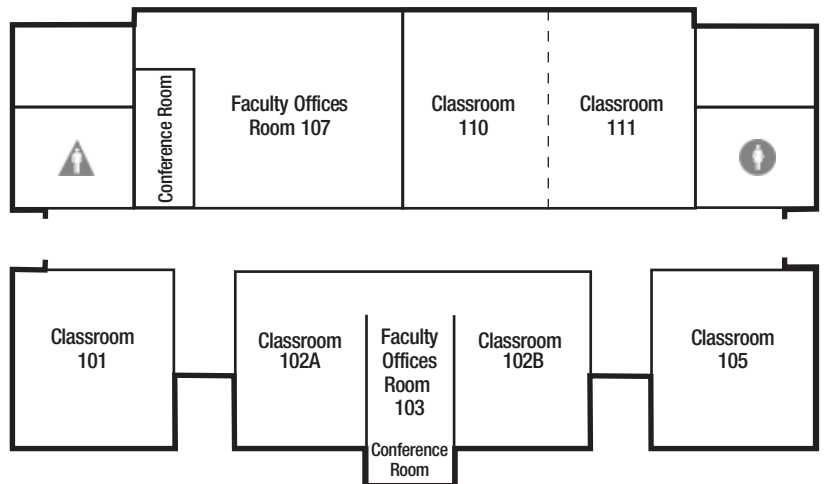 Conference Room
Faculty Offices
Room 107
Classroom
110
Classroom
111
Classroom
101
Classroom
102A
Faculty
Offices
Room
103
Classroom
102B
Classroom
105
Conference
Room